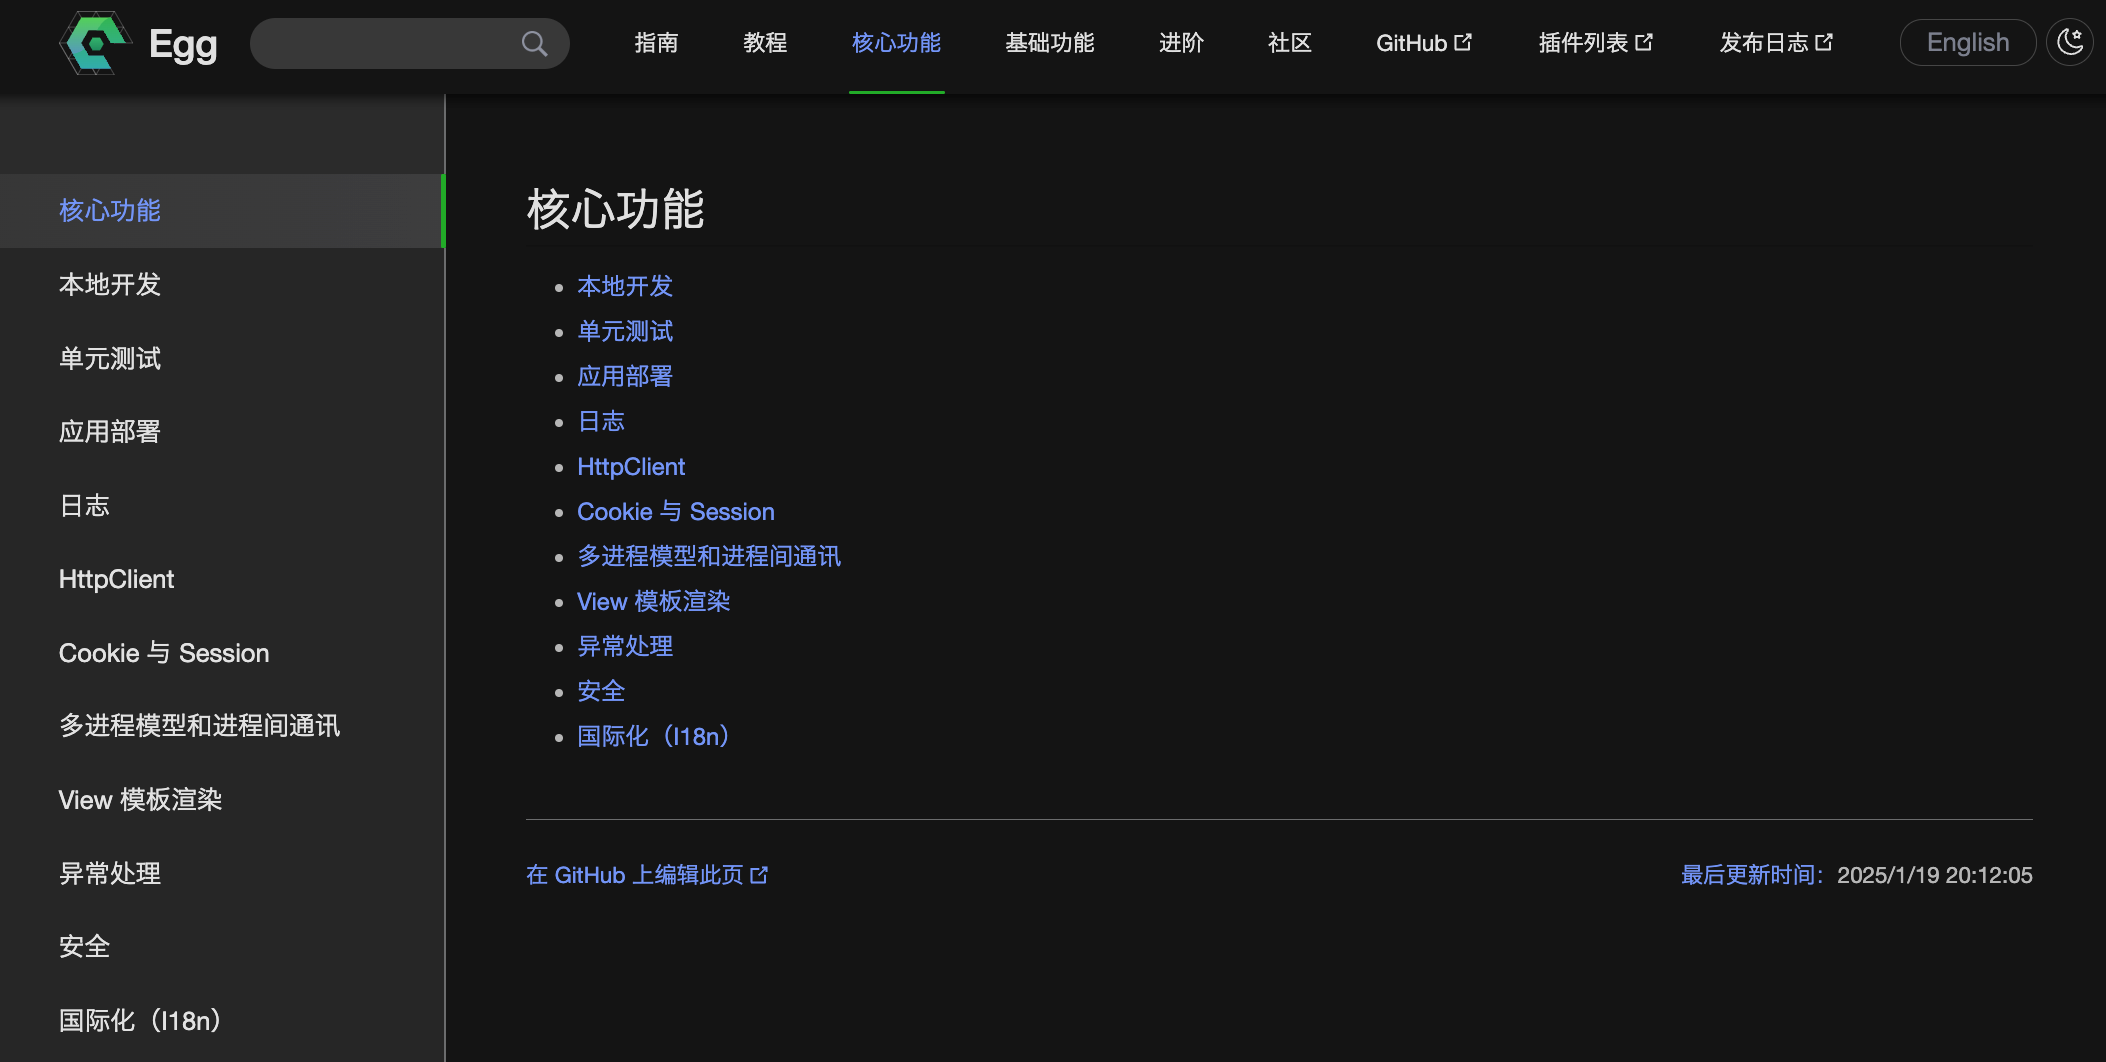 Egg
指南
教程
核心功能
基础功能
进阶
社区
GitHub
插件列表
发布日志
English
核心功能
本地开发
单元测试
应用部署
日志
HttpClient
Cookie 与 Session
多进程模型和进程间通讯
View 模板渲染
异常处理
安全
国际化（I18n）
核心功能
本地开发
单元测试
应用部署
日志
HttpClient
Cookie 与 Session
多进程模型和进程间通讯
View 模板渲染
异常处理
安全
国际化（I18n）
在 GitHub 上编辑此页
最后更新时间：2025/1/19 20:12:05